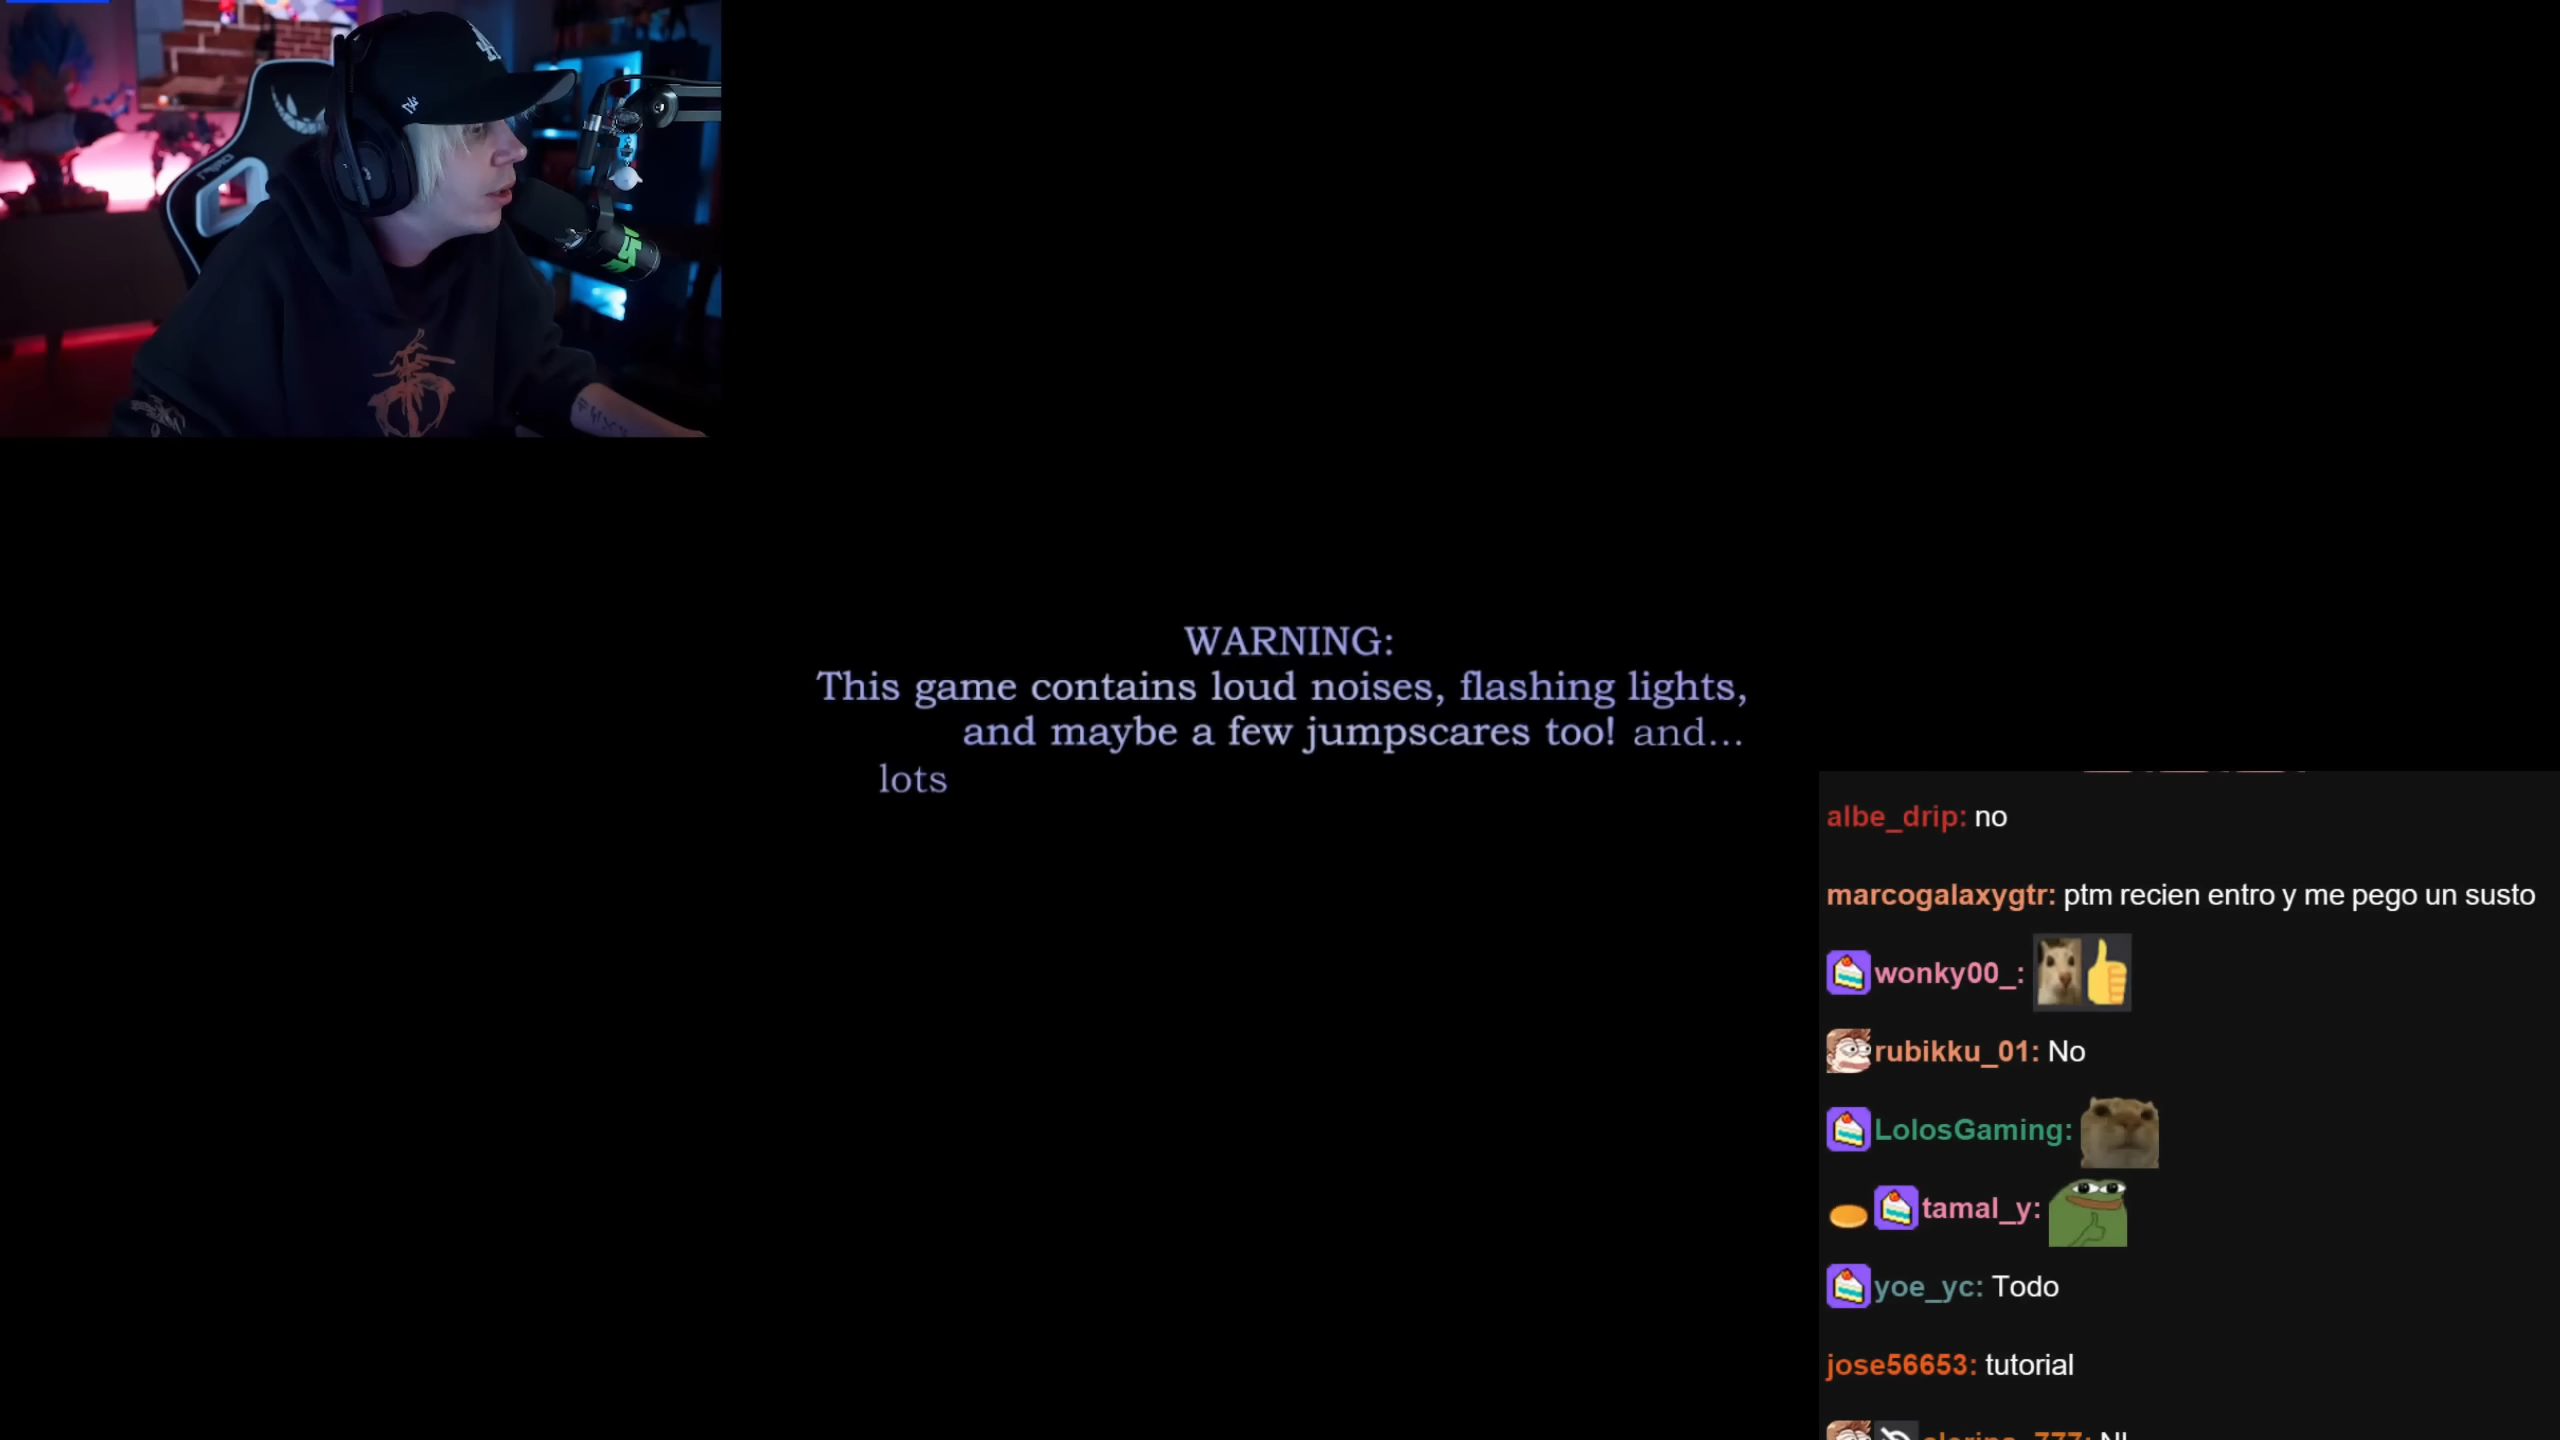 WARNING:
This game contains loud noises, flashing lights,
and maybe a few jumpscares too! and...
lots
albe_drip: no
marcogalaxygtr: ptm recien entro y me pego un susto
wonky00_:
rubikku_01: No
LolosGaming:
tamal_y:
yoe_yc: Todo
jose56653: tutorial